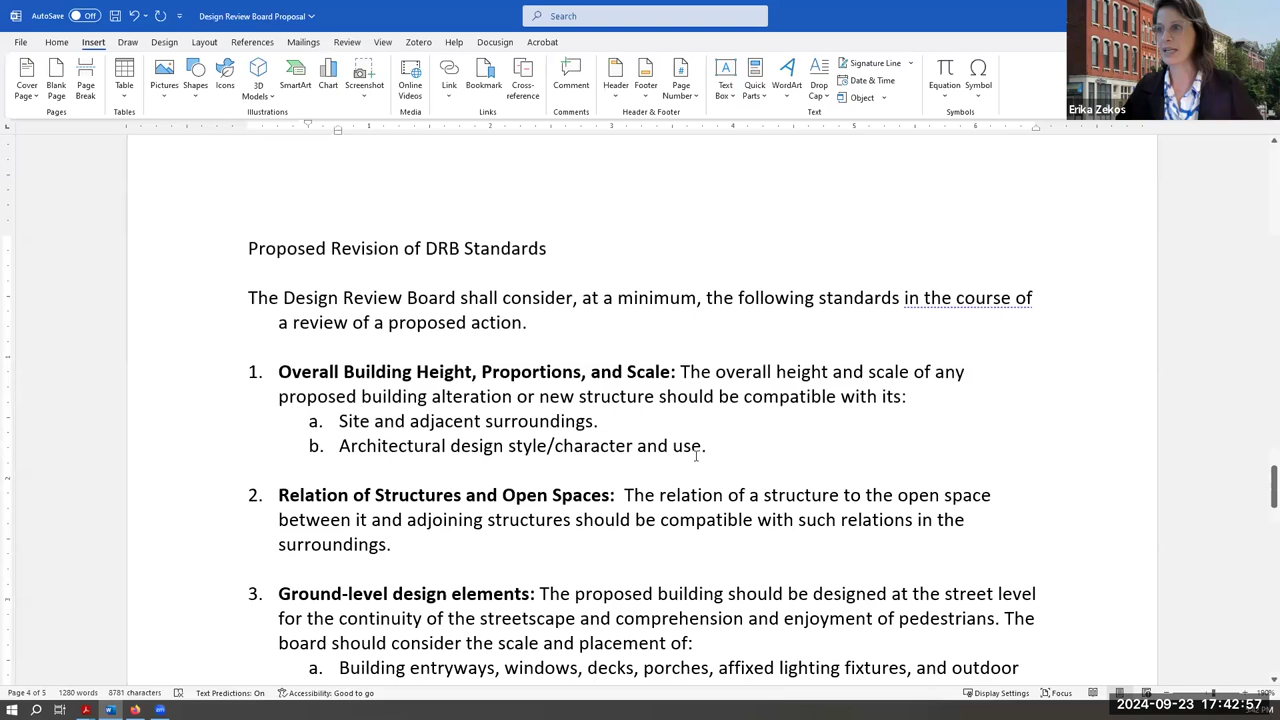 AutoSave Off Design Review Board Proposal Search
File Home Insert Draw Design Layout References Mailings Review View Zotero Help Docusign Acrobat
Cover Page Blank Page Page Break Table Pictures Shapes Icons 3D Models SmartArt Chart Screenshot Online Videos Link Bookmark Cross-reference Comment Header Footer Page Number Text Box Quick Parts WordArt Drop Cap Signature Line Date & Time Object Equation Symbol
Pages Tables Illustrations Media Links Comments Header & Footer Text Symbols
Erika Zekos
Proposed Revision of DRB Standards
The Design Review Board shall consider, at a minimum, the following standards in the course of
a review of a proposed action.
1. Overall Building Height, Proportions, and Scale: The overall height and scale of any
proposed building alteration or new structure should be compatible with its:
a. Site and adjacent surroundings.
b. Architectural design style/character and use.
2. Relation of Structures and Open Spaces: The relation of a structure to the open space
between it and adjoining structures should be compatible with such relations in the
surroundings.
3. Ground-level design elements: The proposed building should be designed at the street level
for the continuity of the streetscape and comprehension and enjoyment of pedestrians. The
board should consider the scale and placement of:
a. Building entryways, windows, decks, porches, affixed lighting fixtures, and outdoor
Page 4 of 5 1280 words 8781 characters Text Predictions: On Accessibility: Good to go Display Settings Focus
2024-09-23 17:42:57